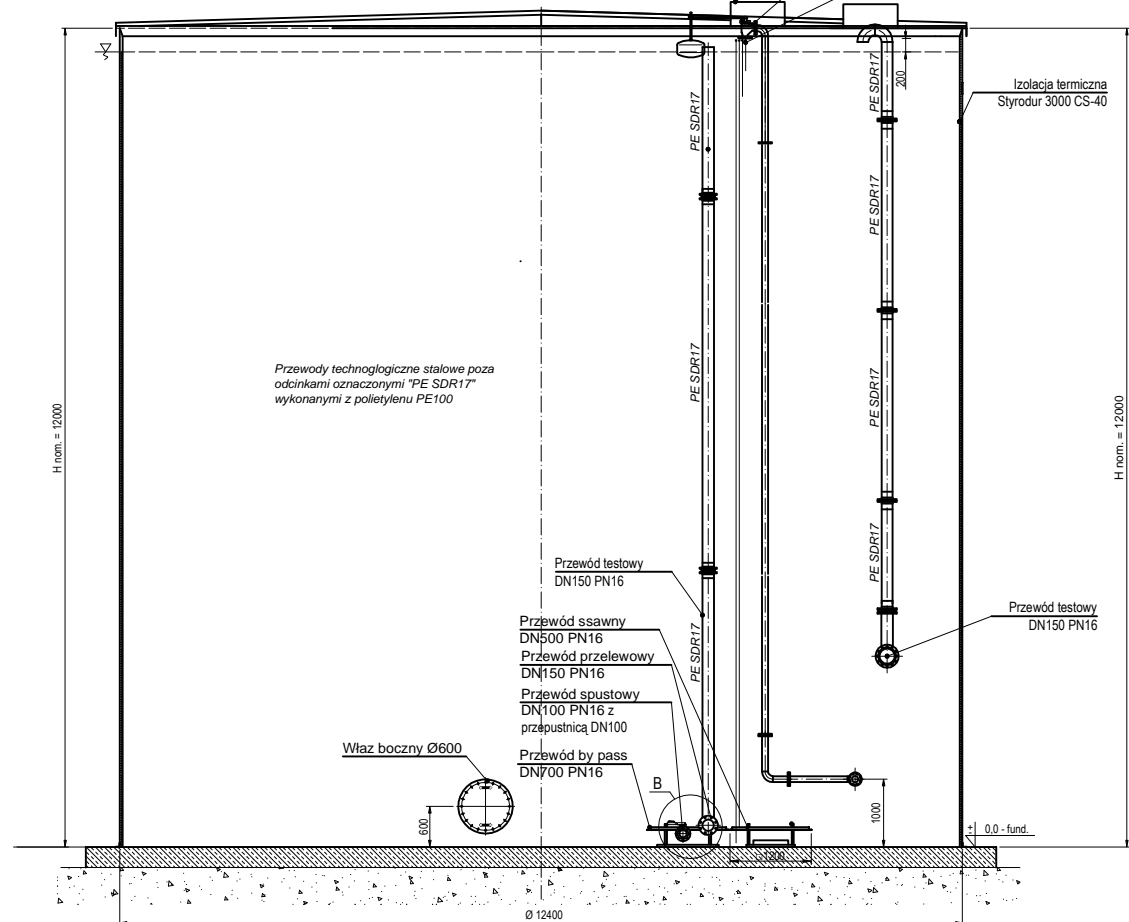 200
Izolacja termiczna
Styrodur 3000 CS-40
PE SDR17
PE SDR17
PE SDR17
PE SDR17
PE SDR17
PE SDR17
PE SDR17
Przewody technoglogiczne stalowe poza
odcinkami oznaczonymi "PE SDR17"
wykonanymi z polietylenu PE100
H nom. = 12000
H nom. = 12000
Przewód testowy
DN150 PN16
Przewód ssawny
DN500 PN16
Przewód przelewowy
DN150 PN16
Przewód spustowy
DN100 PN16 z
przepustnicą DN100
Przewód by pass
DN700 PN16
Przewód testowy
DN150 PN16
Właz boczny Ø600
B
600
1000
± 0,0 - fund.
□1200
Ø 12400